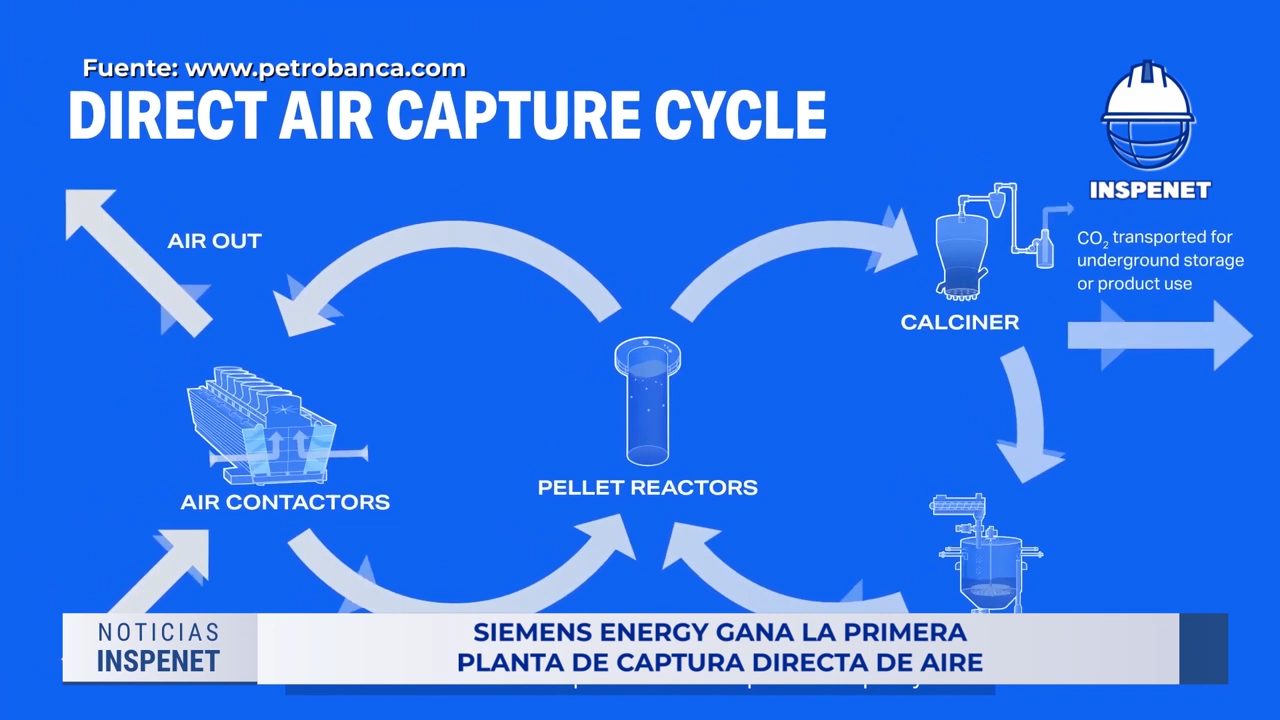 Fuente: www.petrobanca.com
DIRECT AIR CAPTURE CYCLE
INSPENET
AIR OUT
CO₂ transported for
underground storage
or product use
CALCINER
PELLET REACTORS
AIR CONTACTORS
NOTICIAS
INSPENET
SIEMENS ENERGY GANA LA PRIMERA
PLANTA DE CAPTURA DIRECTA DE AIRE